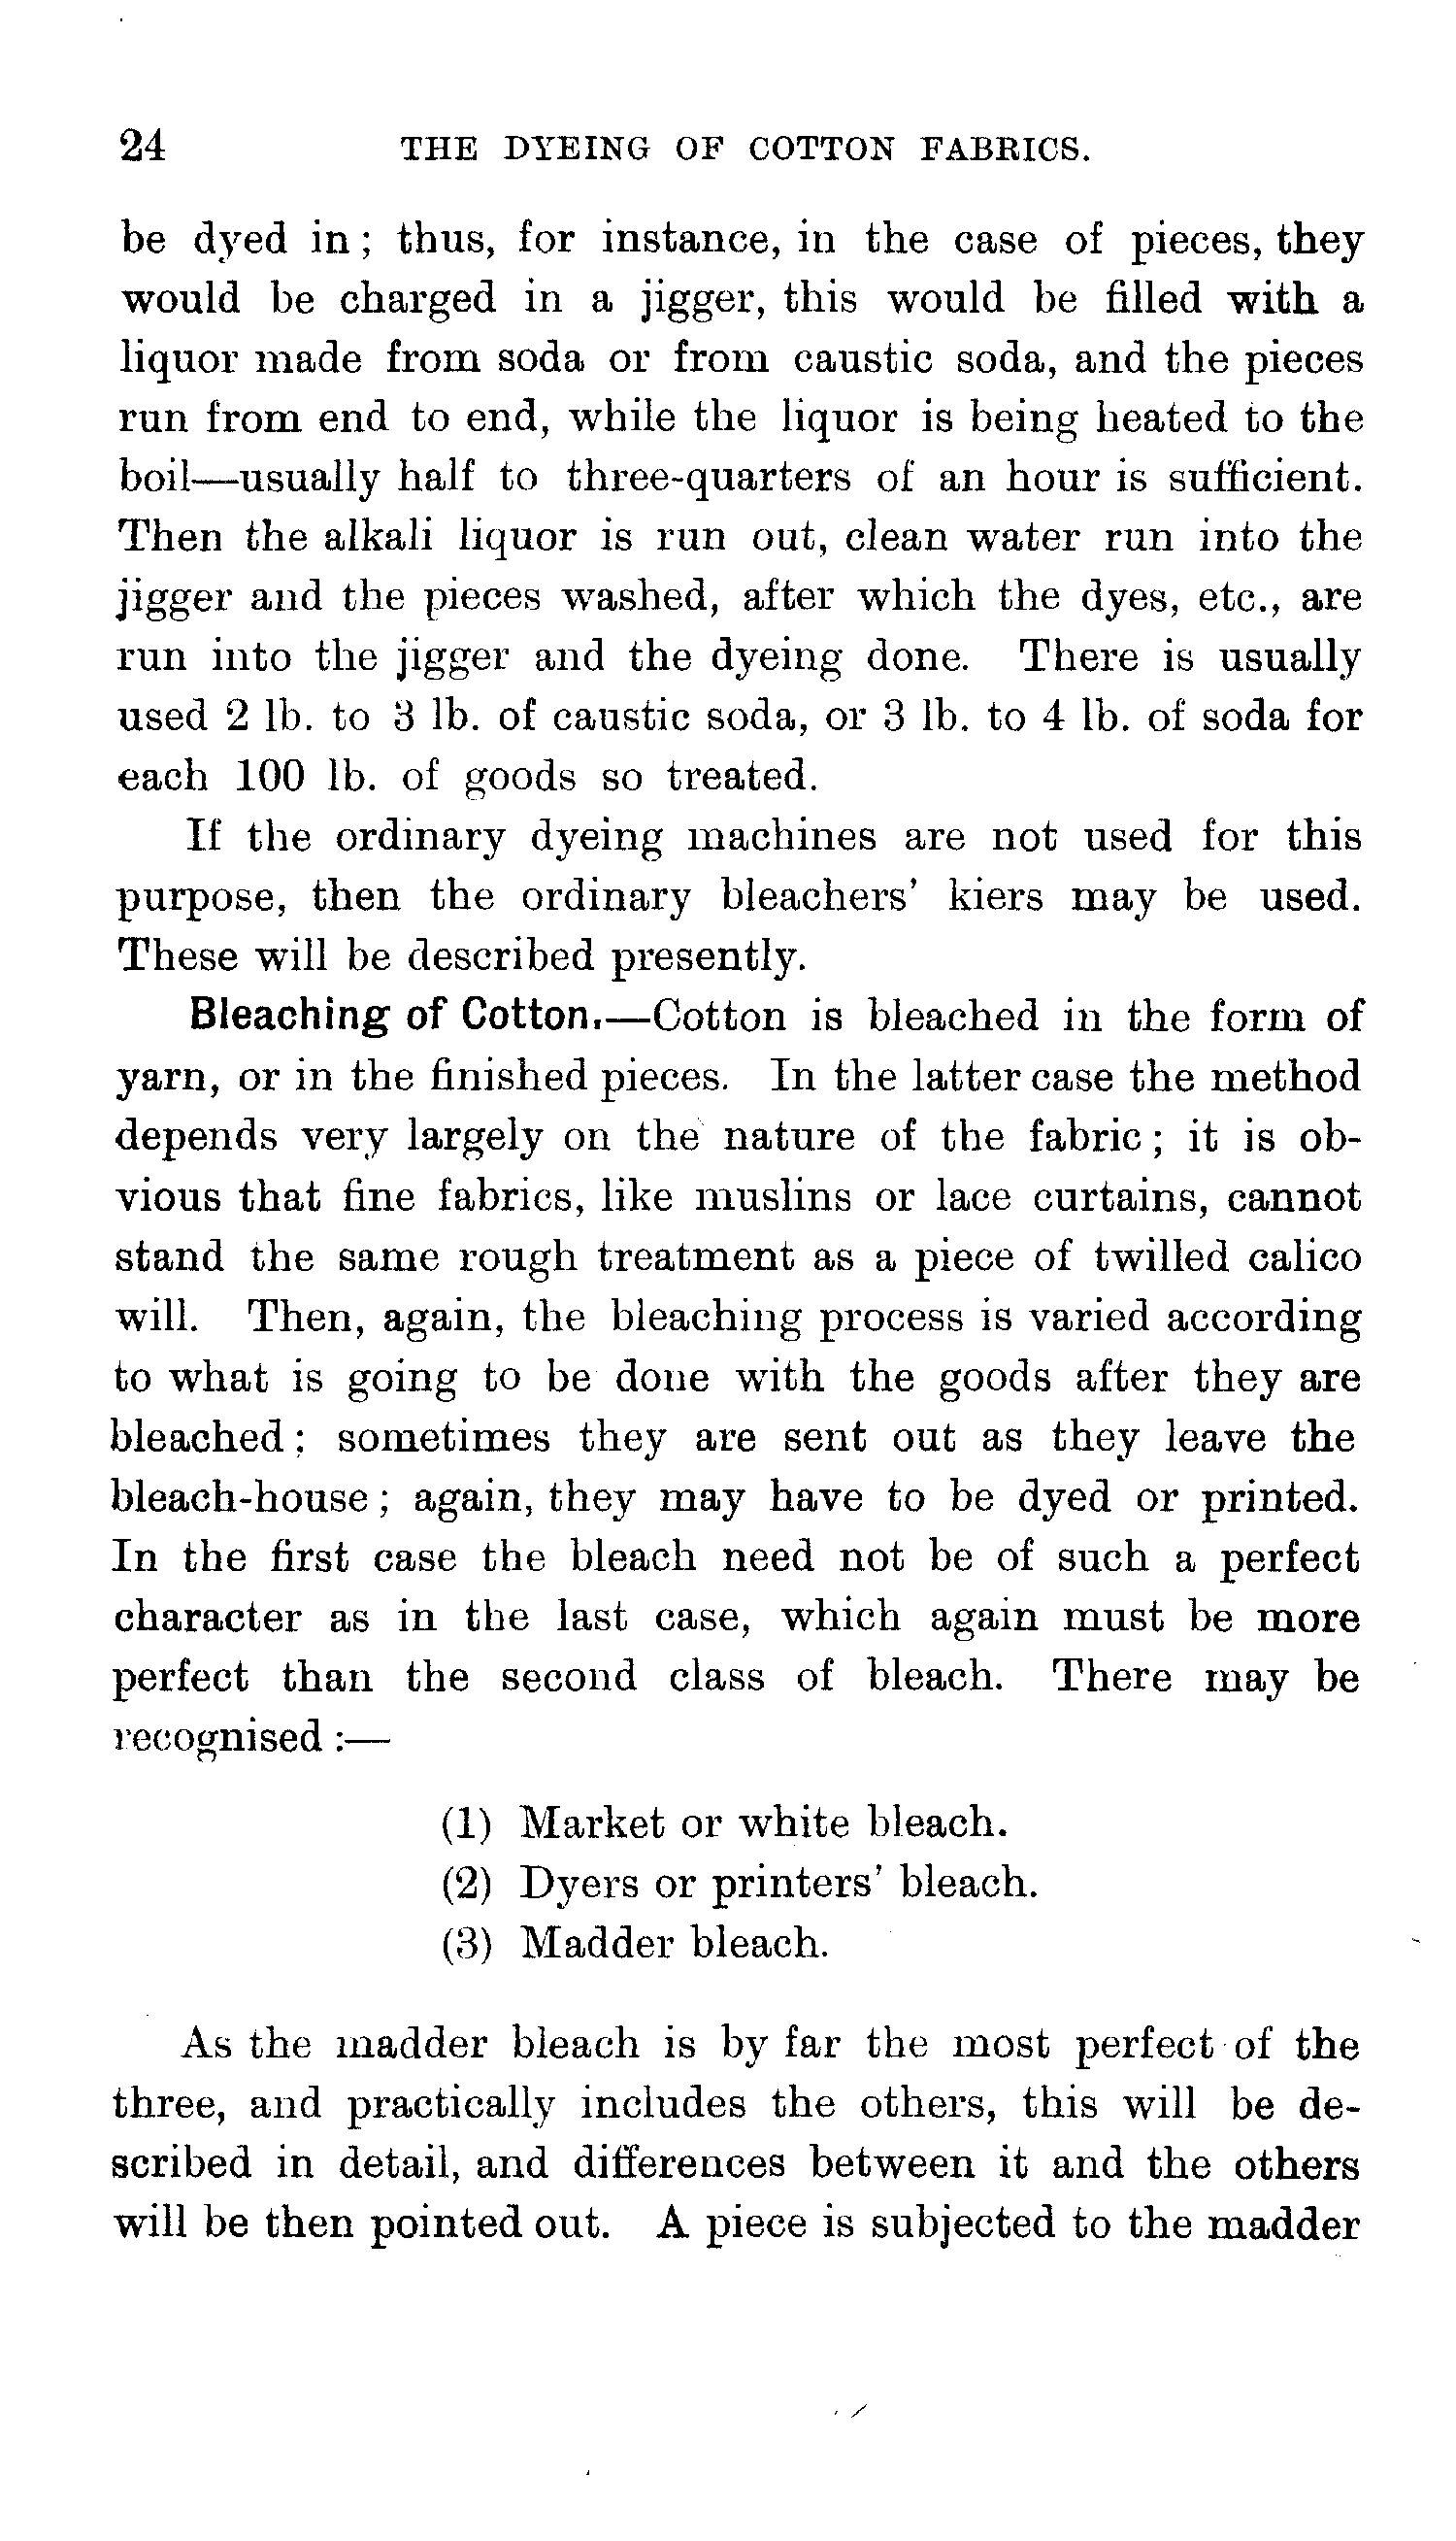 24 THE DYEING OF COTTON FABRICS.
be dyed in; thus, for instance, in the case of pieces, they
would be charged in a jigger, this would be filled with a
liquor made from soda or from caustic soda, and the pieces
run from end to end, while the liquor is being heated to the
boil—usually half to three-quarters of an hour is sufficient.
Then the alkali liquor is run out, clean water run into the
jigger and the pieces washed, after which the dyes, etc., are
run into the jigger and the dyeing done. There is usually
used 2 lb. to 3 lb. of caustic soda, or 3 lb. to 4 lb. of soda for
each 100 lb. of goods so treated.
If the ordinary dyeing machines are not used for this
purpose, then the ordinary bleachers' kiers may be used.
These will be described presently.
Bleaching of Cotton.—Cotton is bleached in the form of
yarn, or in the finished pieces. In the latter case the method
depends very largely on the nature of the fabric; it is ob-
vious that fine fabrics, like muslins or lace curtains, cannot
stand the same rough treatment as a piece of twilled calico
will. Then, again, the bleaching process is varied according
to what is going to be done with the goods after they are
bleached; sometimes they are sent out as they leave the
bleach-house; again, they may have to be dyed or printed.
In the first case the bleach need not be of such a perfect
character as in the last case, which again must be more
perfect than the second class of bleach. There may be
recognised:—
(1) Market or white bleach.
(2) Dyers or printers' bleach.
(3) Madder bleach.
As the madder bleach is by far the most perfect of the
three, and practically includes the others, this will be de-
scribed in detail, and differences between it and the others
will be then pointed out. A piece is subjected to the madder